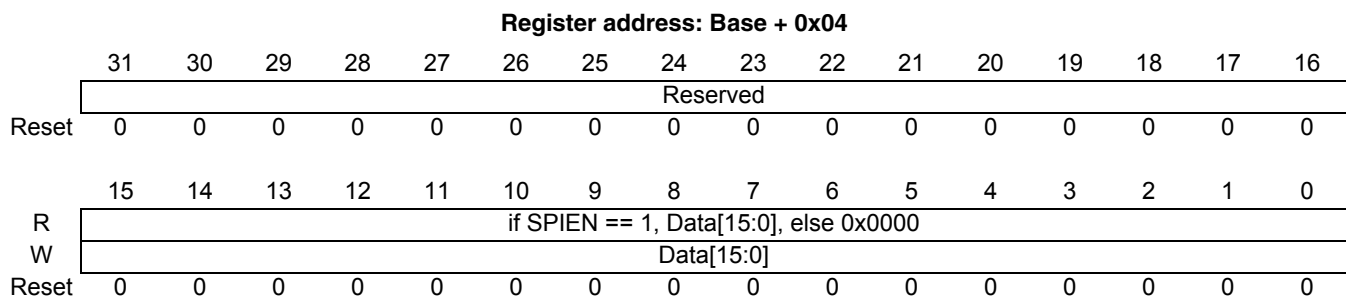 Register address: Base + 0x04
31 30 29 28 27 26 25 24 23 22 21 20 19 18 17 16
Reserved
Reset 0 0 0 0 0 0 0 0 0 0 0 0 0 0 0 0
15 14 13 12 11 10 9 8 7 6 5 4 3 2 1 0
R if SPIEN == 1, Data[15:0], else 0x0000
W Data[15:0]
Reset 0 0 0 0 0 0 0 0 0 0 0 0 0 0 0 0